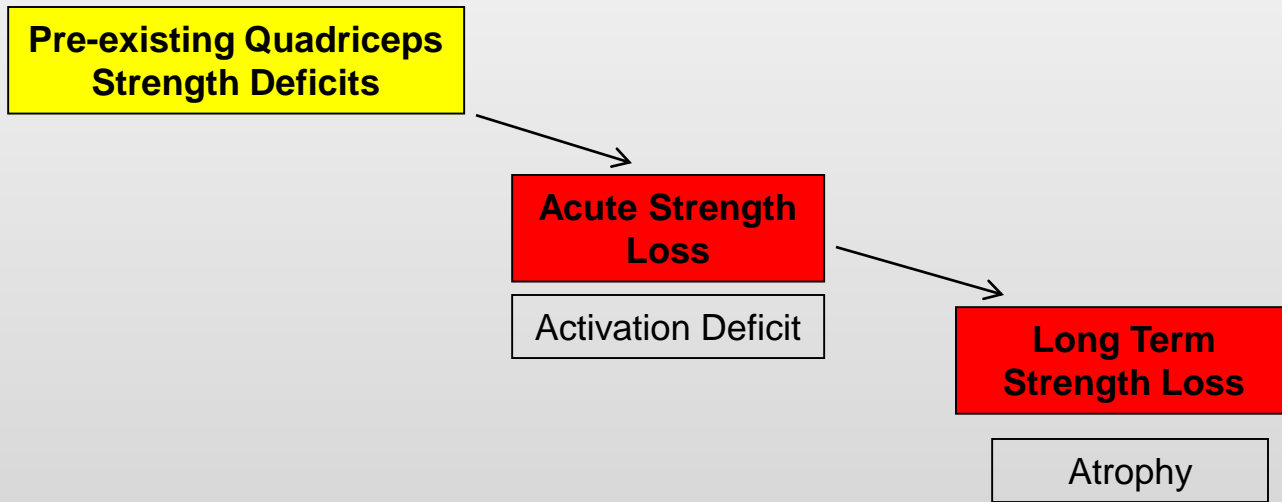 Pre-existing Quadriceps
Strength Deficits
Acute Strength
Loss
Activation Deficit
Long Term
Strength Loss
Atrophy